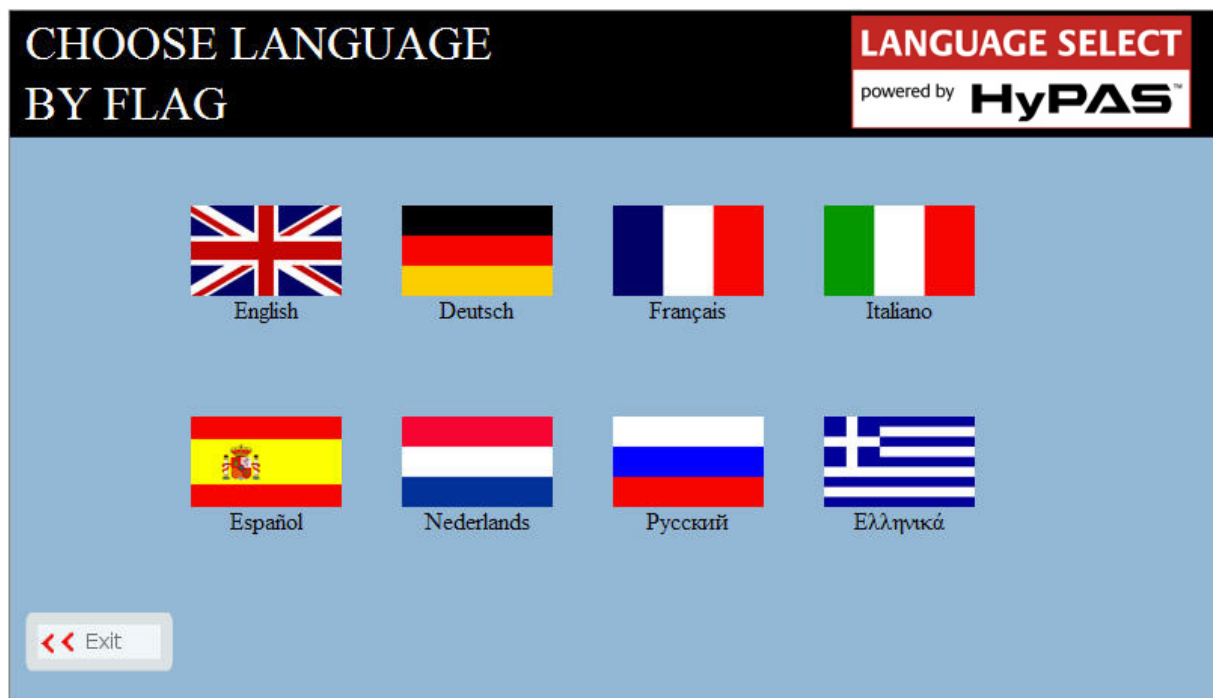 CHOOSE LANGUAGE
BY FLAG
LANGUAGE SELECT
powered by HyPAS™
English
Deutsch
Français
Italiano
Español
Nederlands
Русский
Ελληνικά
Exit